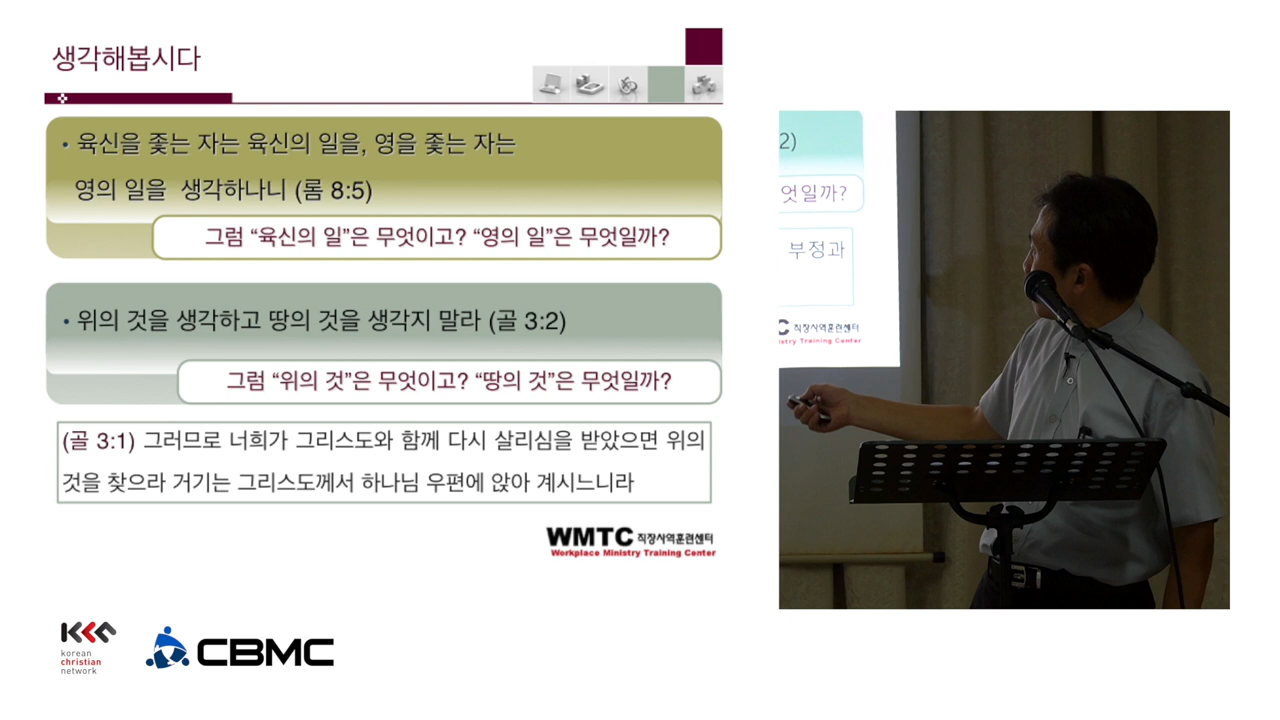 생각해봅시다
• 육신을 좇는 자는 육신의 일을, 영을 좇는 자는
영의 일을 생각하나니 (롬 8:5)
그럼 “육신의 일”은 무엇이고? “영의 일”은 무엇일까?
• 위의 것을 생각하고 땅의 것을 생각지 말라 (골 3:2)
그럼 “위의 것”은 무엇이고? “땅의 것”은 무엇일까?
(골 3:1) 그러므로 너희가 그리스도와 함께 다시 살리심을 받았으면 위의
것을 찾으라 거기는 그리스도께서 하나님 우편에 앉아 계시느니라
WMTC 직장사역훈련센터
Workplace Ministry Training Center
korean
christian
network
CBMC
2)
엇일까?
부정과
C 직장사역훈련센터
istry Training Center